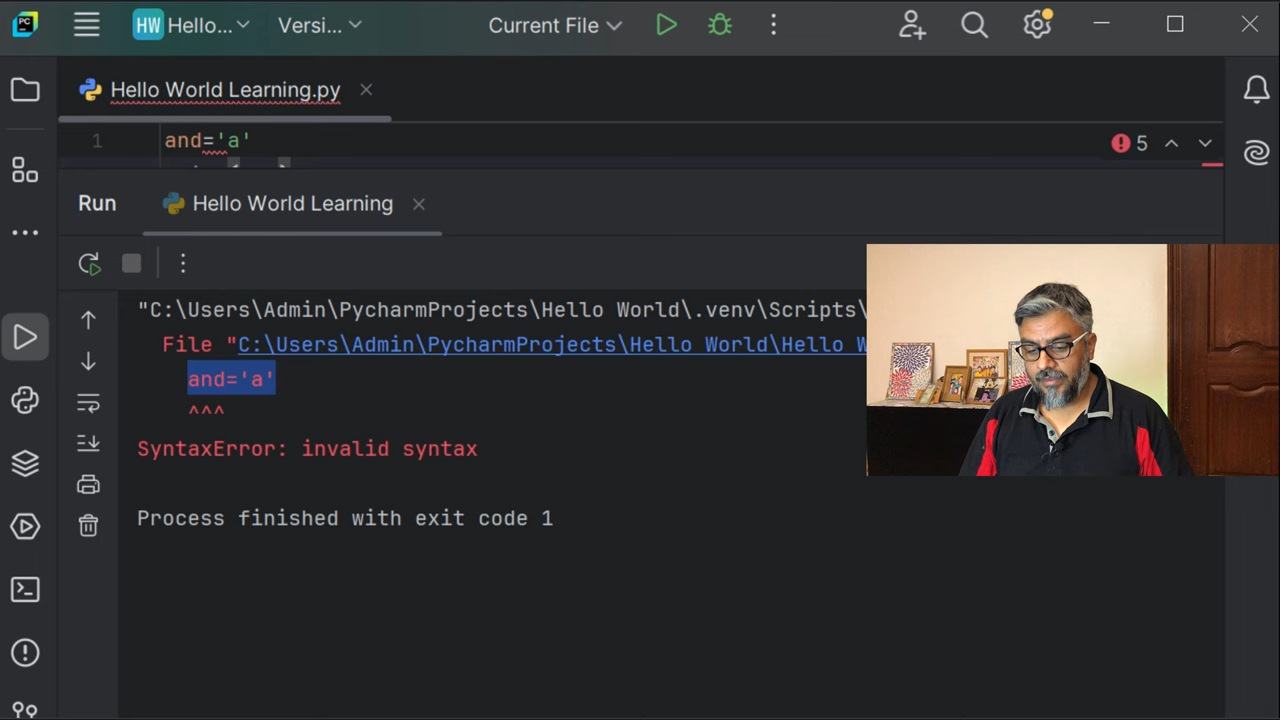 PC HW Hello... Versi... Current File
Hello World Learning.py
1 and='a' 5
Run Hello World Learning
"C:\Users\Admin\PycharmProjects\Hello World\.venv\Scripts\
File "C:\Users\Admin\PycharmProjects\Hello World\Hello W
and='a'
^^^
SyntaxError: invalid syntax
Process finished with exit code 1